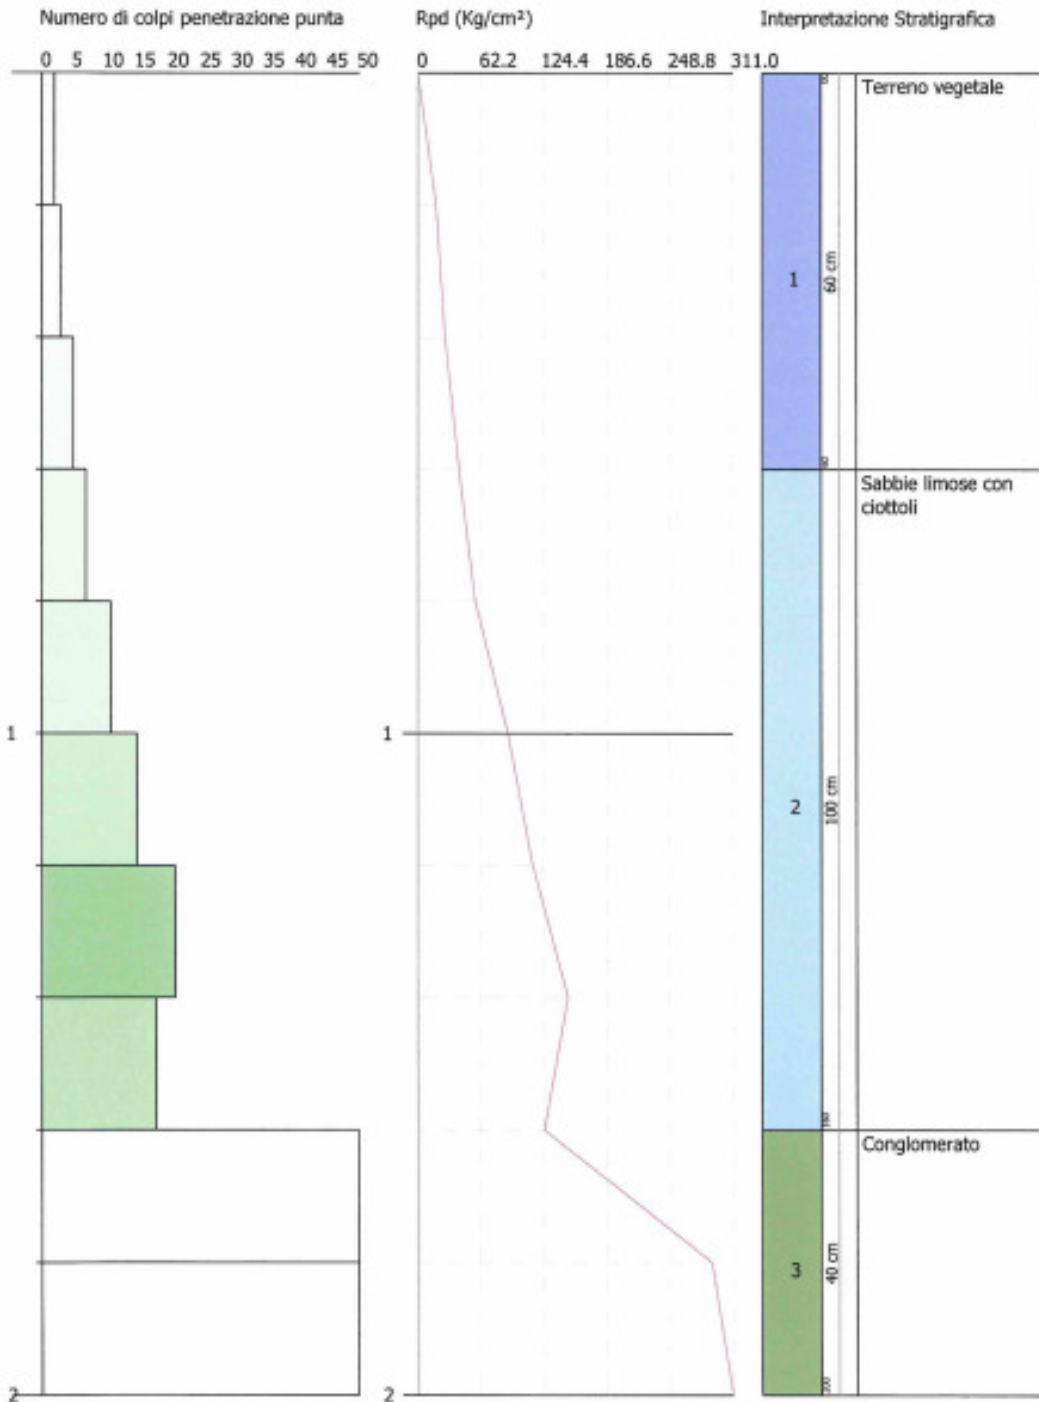 Numero di colpi penetrazione punta
Rpd (Kg/cm²)
Interpretazione Stratigrafica
0 5 10 15 20 25 30 35 40 45 50
0 62.2 124.4 186.6 248.8 311.0
Terreno vegetale
1
60 cm
Sabbie limose con
ciottoli
1
1
2
100 cm
160
Conglomerato
3
40 cm
2
2
200